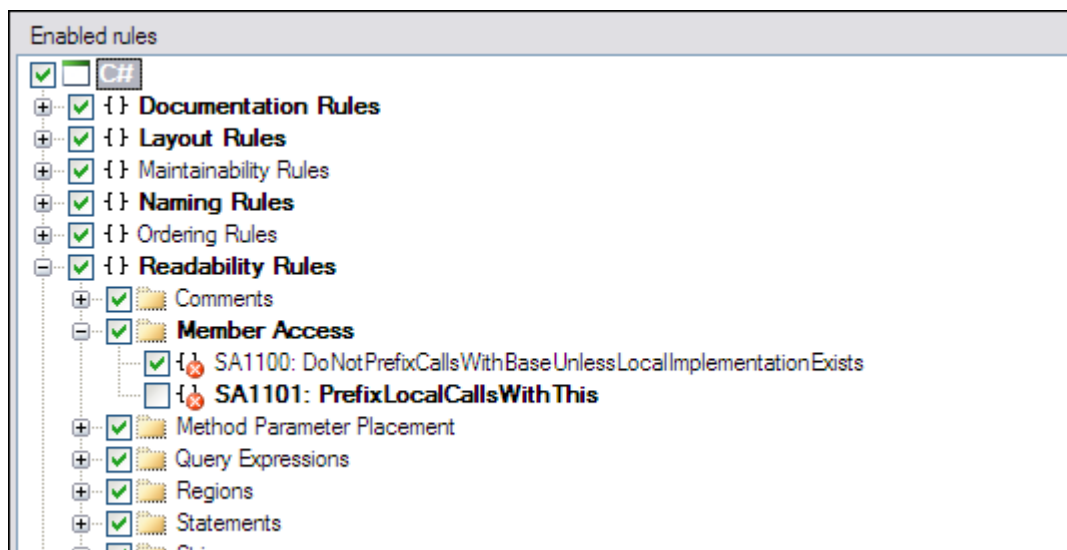 Enabled rules
C#
{ } Documentation Rules
{ } Layout Rules
{ } Maintainability Rules
{ } Naming Rules
{ } Ordering Rules
{ } Readability Rules
Comments
Member Access
SA1100: DoNotPrefixCallsWithBaseUnlessLocalImplementationExists
SA1101: PrefixLocalCallsWithThis
Method Parameter Placement
Query Expressions
Regions
Statements